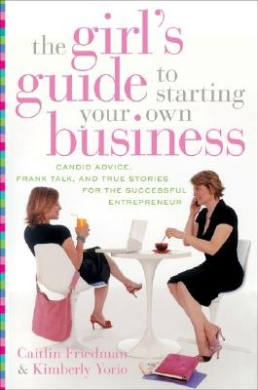 the girl's
guide to
starting
your own
business
CANDID ADVICE,
FRANK TALK, AND TRUE STORIES
FOR THE SUCCESSFUL
ENTREPRENEUR
Caitlin Friedman
& Kimberly Yorio